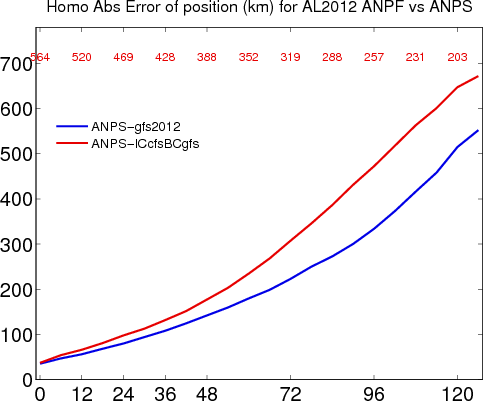 Homo Abs Error of position (km) for AL2012 ANPF vs ANPS
700
564 520 469 428 388 352 319 288 257 231 203
600
ANPS-gfs2012
ANPS-ICcfsBCgfs
500
400
300
200
100
0
0 12 24 36 48 72 96 120